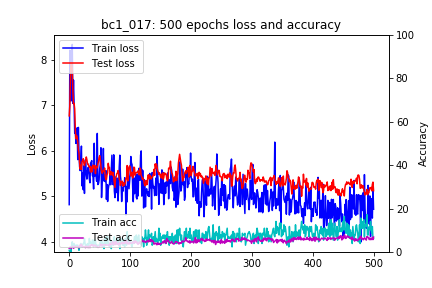 bc1_017: 500 epochs loss and accuracy
Train loss
Test loss
Train acc
Test acc
Loss
Accuracy
8
7
6
5
4
100
80
60
40
20
0
0
100
200
300
400
500